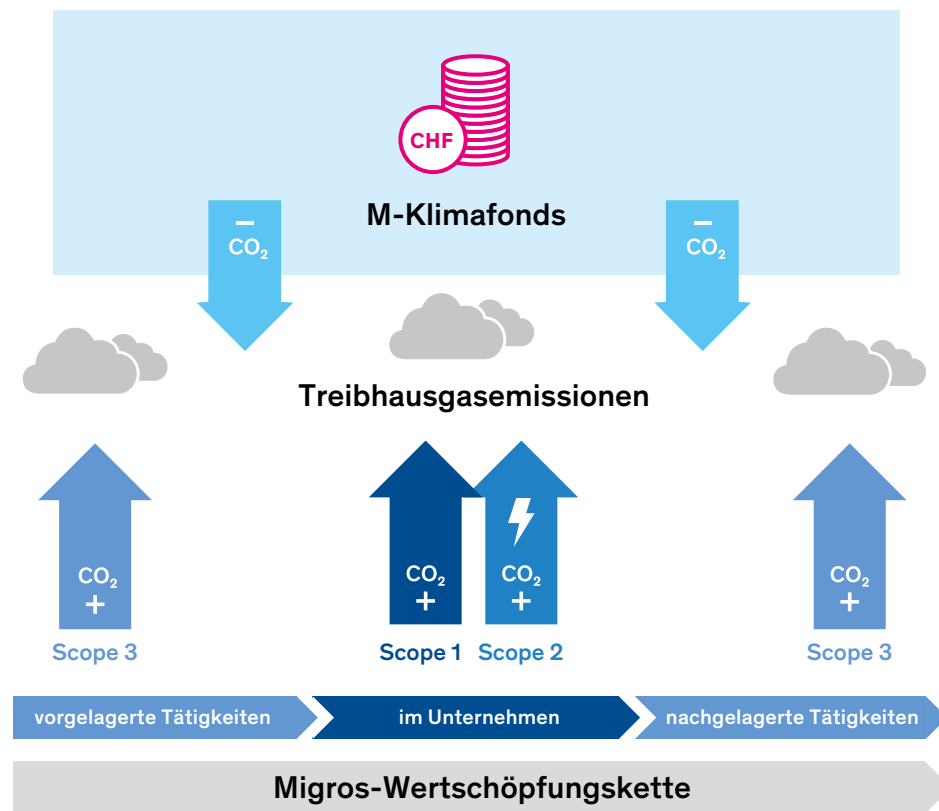 CHF
M-Klimafonds
−
CO₂
−
CO₂
Treibhausgasemissionen
CO₂
+
CO₂
+
CO₂
+
CO₂
+
Scope 3
Scope 1
Scope 2
Scope 3
vorgelagerte Tätigkeiten
im Unternehmen
nachgelagerte Tätigkeiten
Migros-Wertschöpfungskette